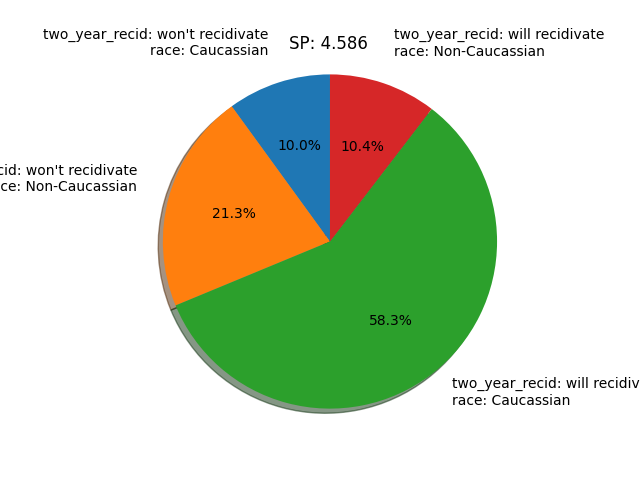 two_year_recid: won't recidivate
race: Caucassian
SP: 4.586
two_year_recid: will recidivate
race: Non-Caucassian
10.0%
10.4%
cid: won't recidivate
ce: Non-Caucassian
21.3%
58.3%
two_year_recid: will recidiv
race: Caucassian